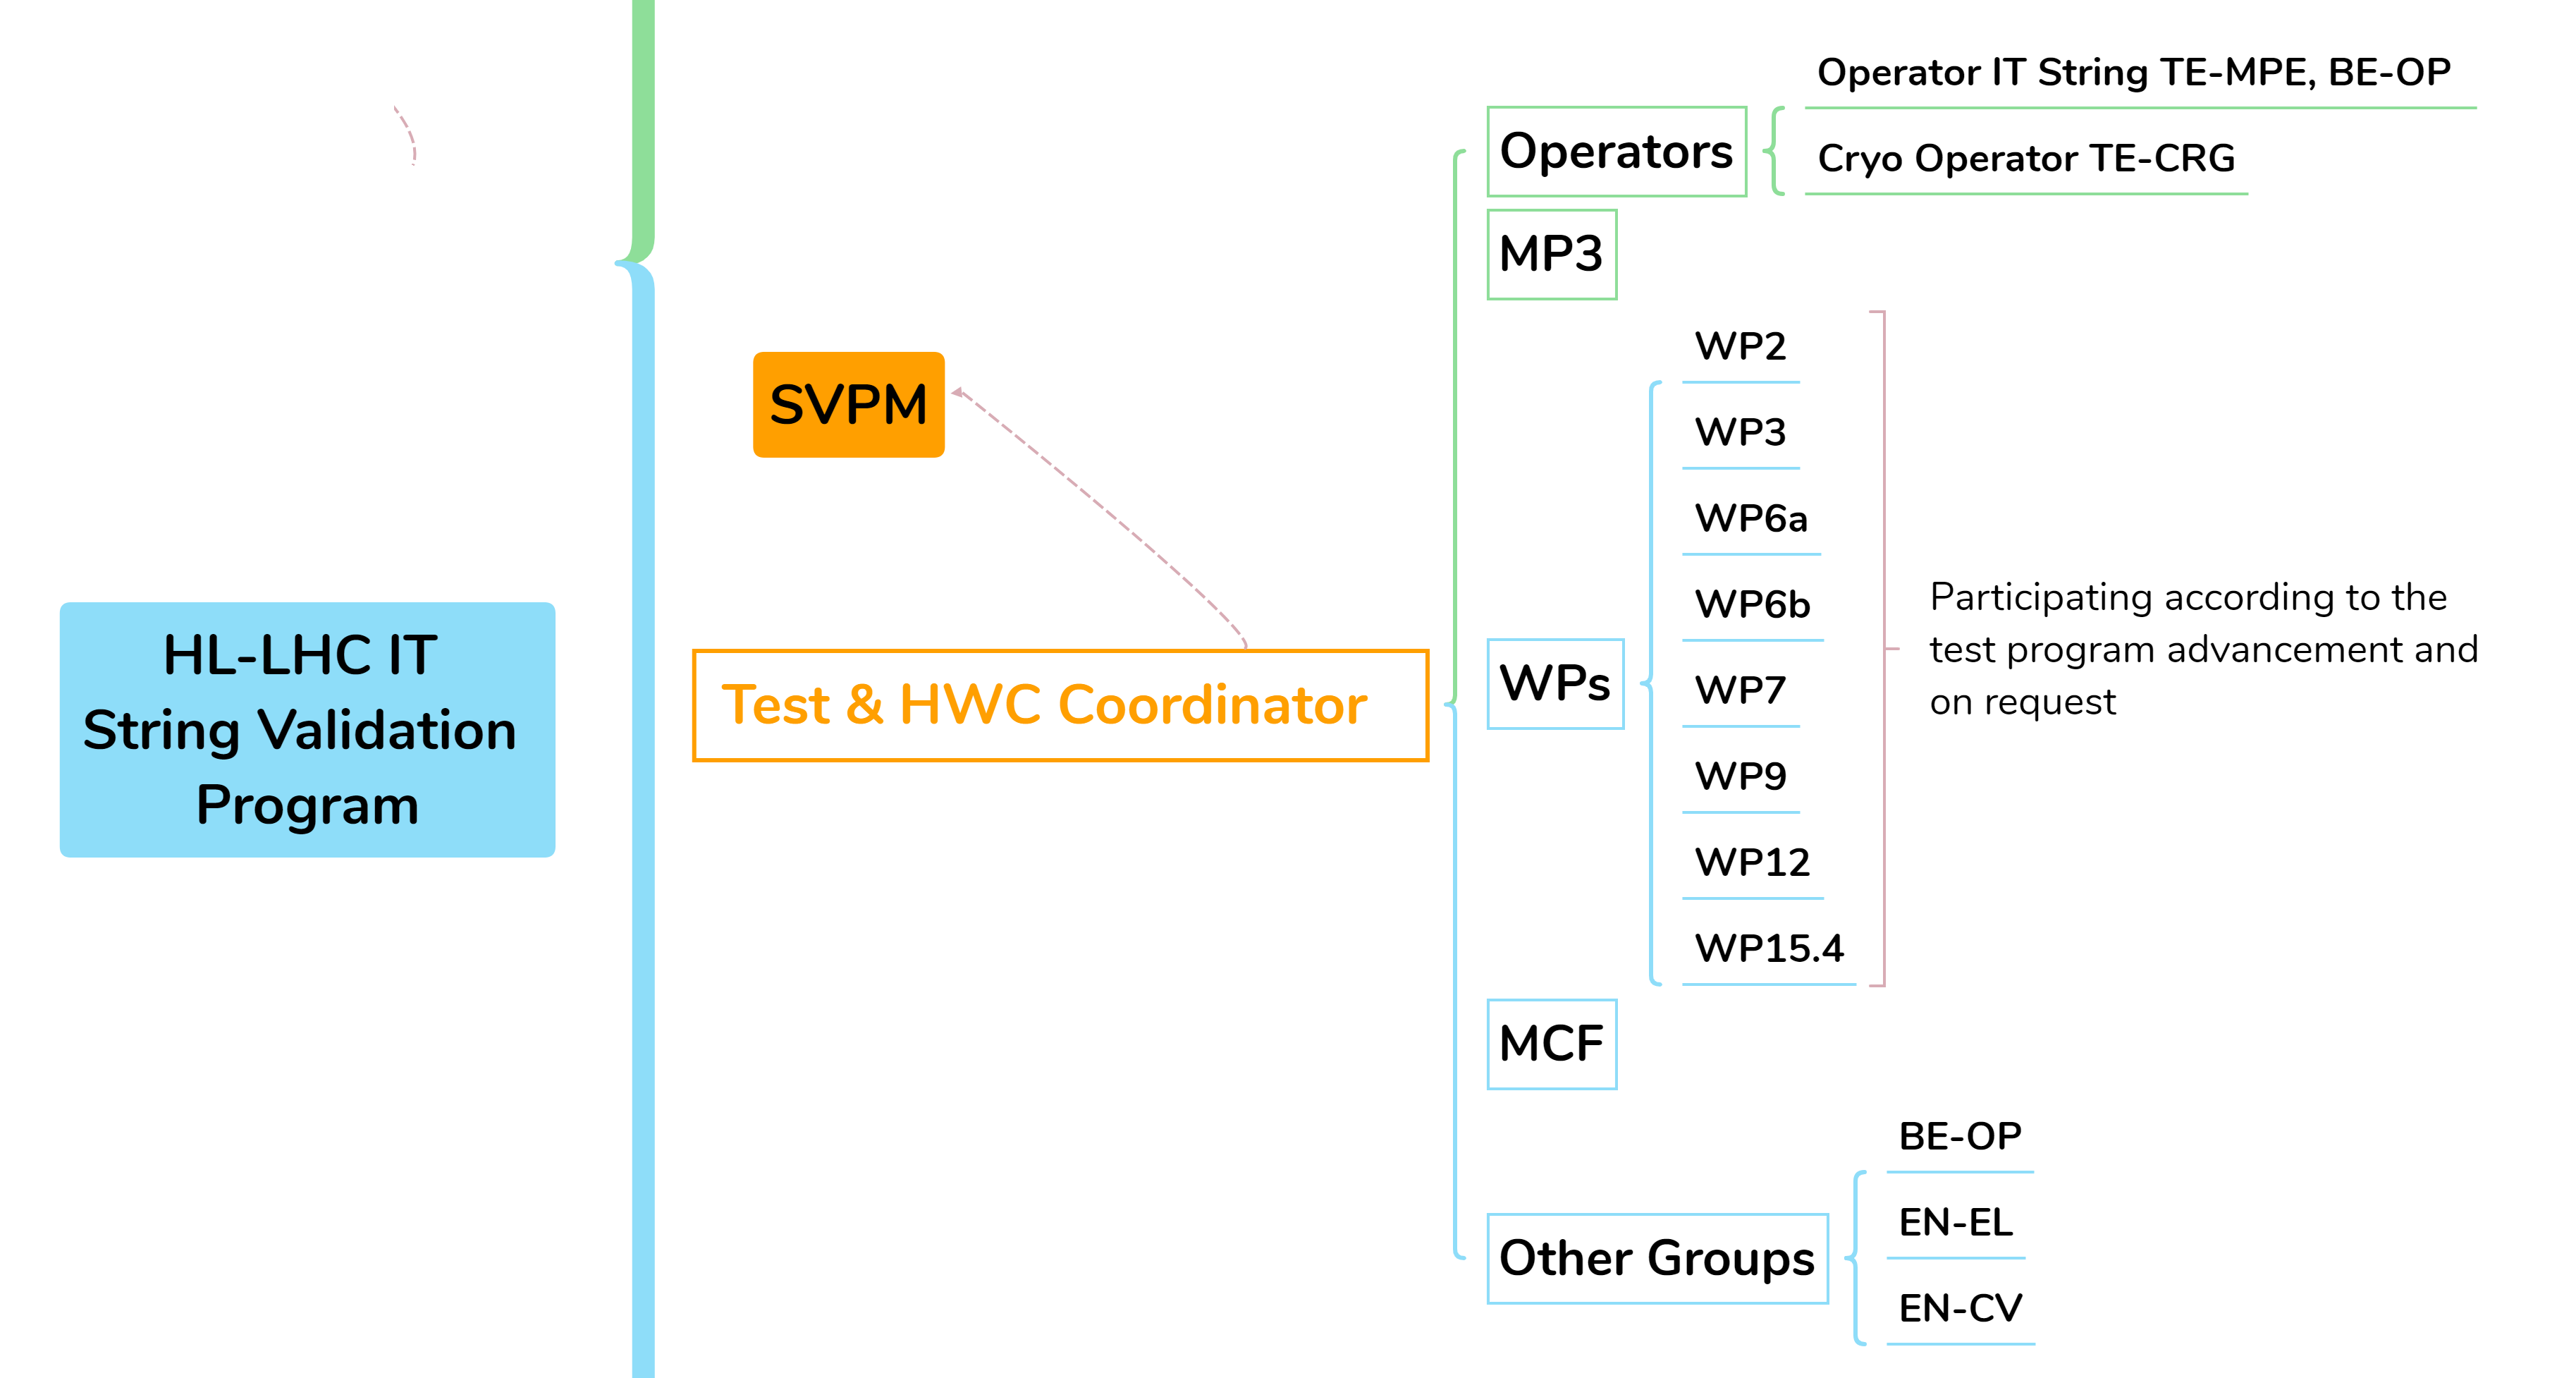 HL-LHC IT
String Validation
Program
SVPM
Test & HWC Coordinator
Operators
Operator IT String TE-MPE, BE-OP
Cryo Operator TE-CRG
MP3
WPs
WP2
WP3
WP6a
WP6b
WP7
WP9
WP12
WP15.4
Participating according to the
test program advancement and
on request
MCF
Other Groups
BE-OP
EN-EL
EN-CV